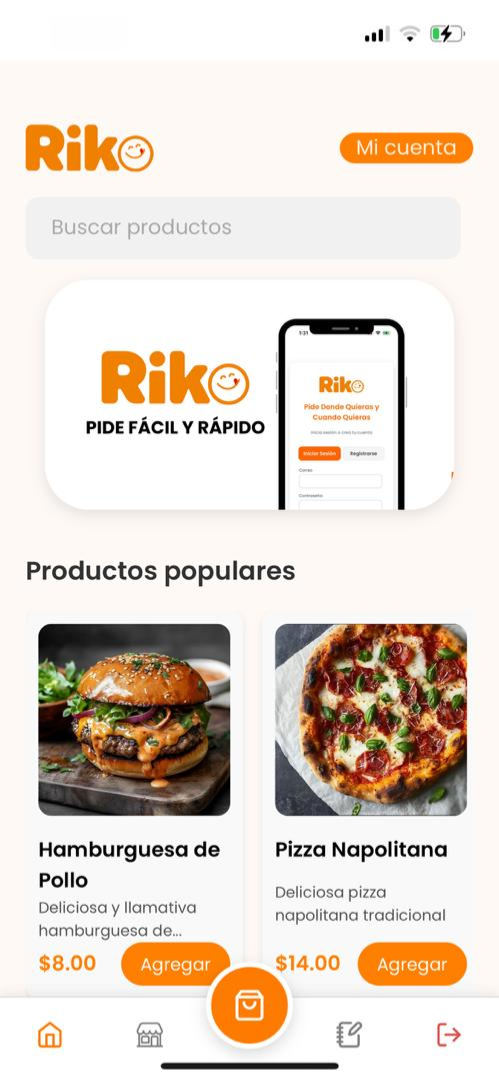 Riko
Mi cuenta
Buscar productos
Riko
PIDE FÁCIL Y RÁPIDO
1:31
Riko
Pide Donde Quieras y
Cuando Quieras
Inicia sesión o crea tu cuenta
Iniciar Sesión
Registrarse
Correo
Contraseña
Productos populares
Hamburguesa de
Pollo
Deliciosa y llamativa
hamburguesa de...
$8.00
Agregar
Pizza Napolitana
Deliciosa pizza
napolitana tradicional
$14.00
Agregar